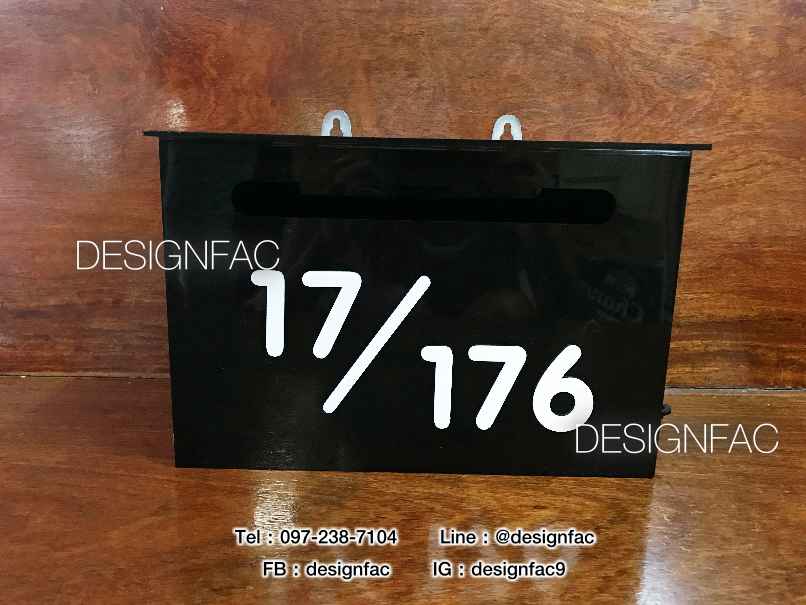 DESIGNFAC
17/176
DESIGNFAC
Tel : 097-238-7104 Line : @designfac
FB : designfac IG : designfac9